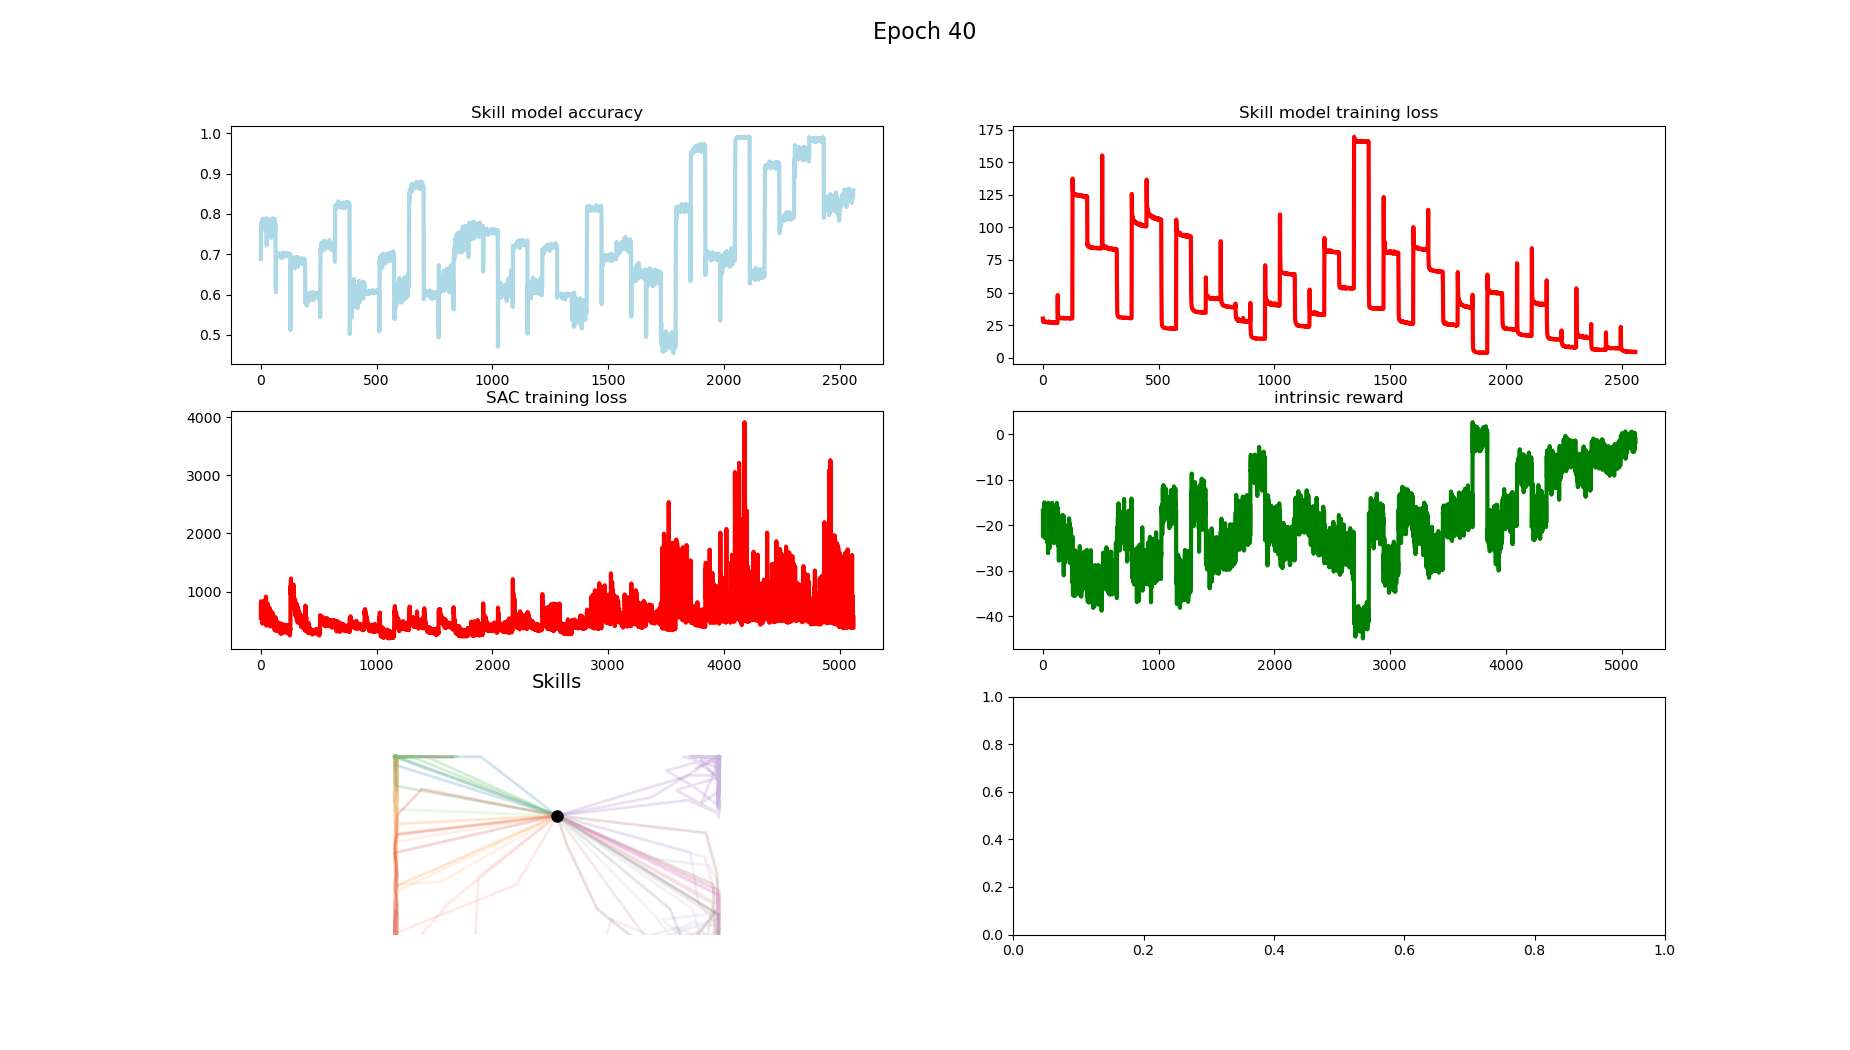 Epoch 40
Skill model accuracy
1.0
0.9
0.8
0.7
0.6
0.5
0 500 1000 1500 2000 2500
Skill model training loss
175
150
125
100
75
50
25
0
0 500 1000 1500 2000 2500
SAC training loss
4000
3000
2000
1000
0 1000 2000 3000 4000 5000
intrinsic reward
0
−10
−20
−30
−40
0 1000 2000 3000 4000 5000
Skills
1.0
0.8
0.6
0.4
0.2
0.0
0.0 0.2 0.4 0.6 0.8 1.0